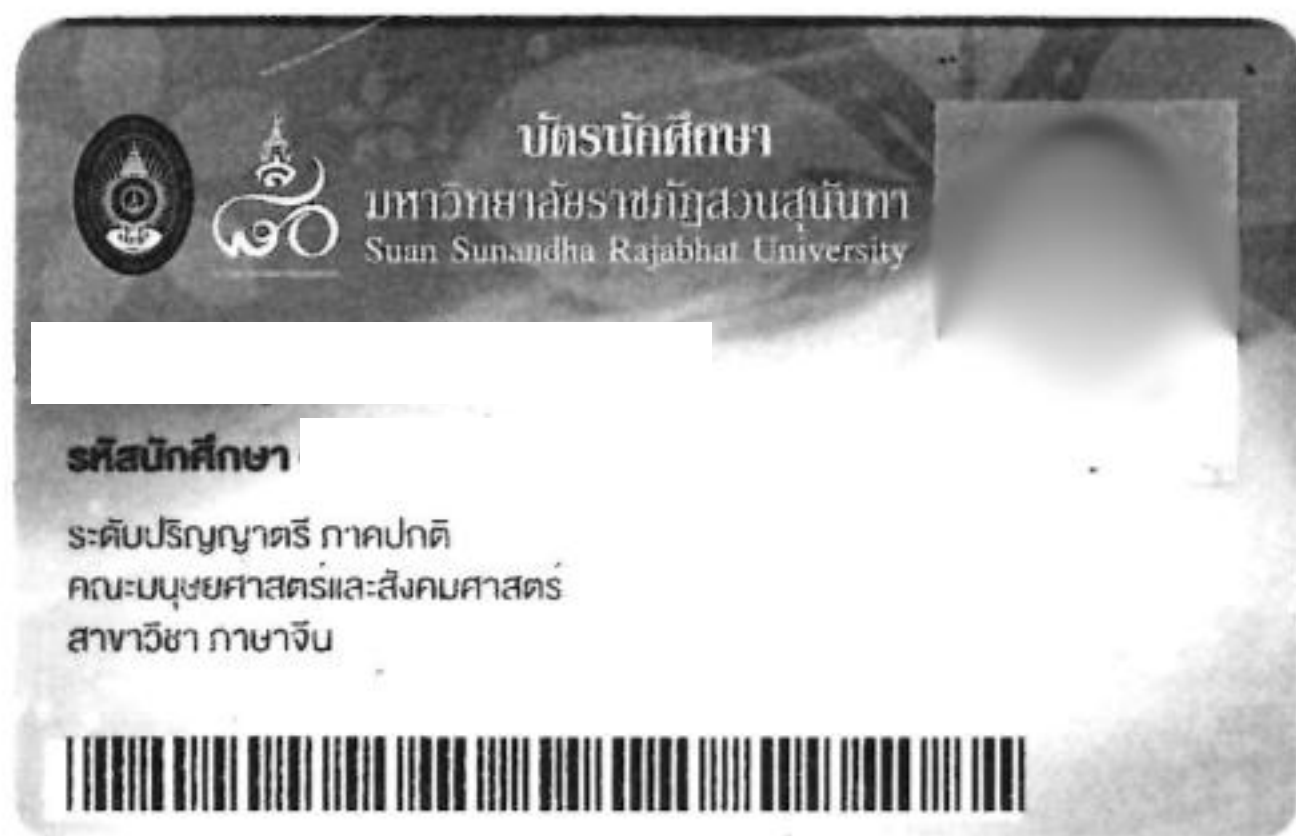 บัตรนักศึกษา
มหาวิทยาลัยราชภัฏสวนสุนันทา
Suan Sunandha Rajabhat University
รหัสนักศึกษา
ระดับปริญญาตรี ภาคปกติ
คณะมนุษยศาสตร์และสังคมศาสตร์
สาขาวิชา ภาษาจีน